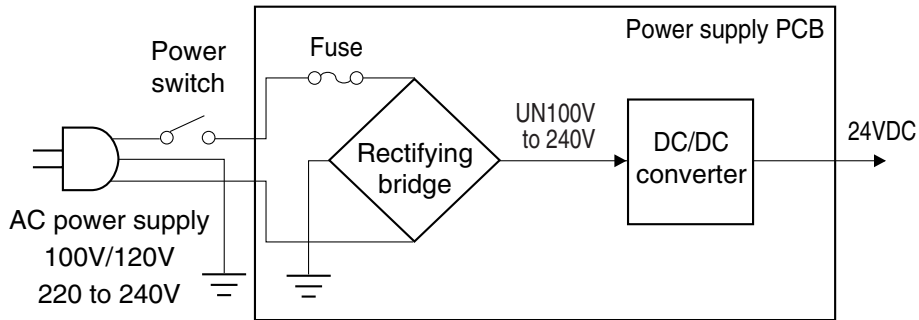 Power supply PCB
Power
switch
Fuse
UN100V
to 240V
24VDC
Rectifying
bridge
DC/DC
converter
AC power supply
100V/120V
220 to 240V